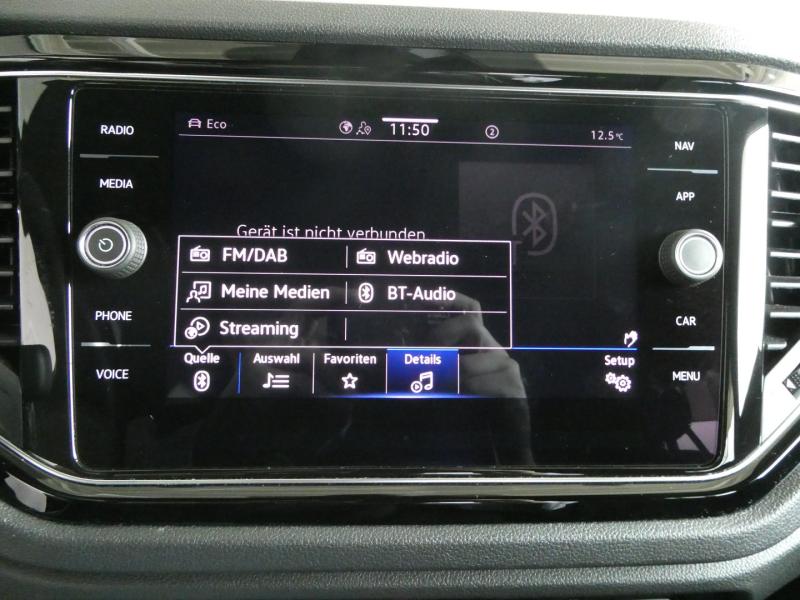 RADIO
MEDIA
PHONE
VOICE
Eco
11:50
2
12.5°C
Gerät ist nicht verbunden
FM/DAB
Webradio
Meine Medien
BT-Audio
Streaming
Quelle
Auswahl
Favoriten
Details
Setup
NAV
APP
CAR
MENU